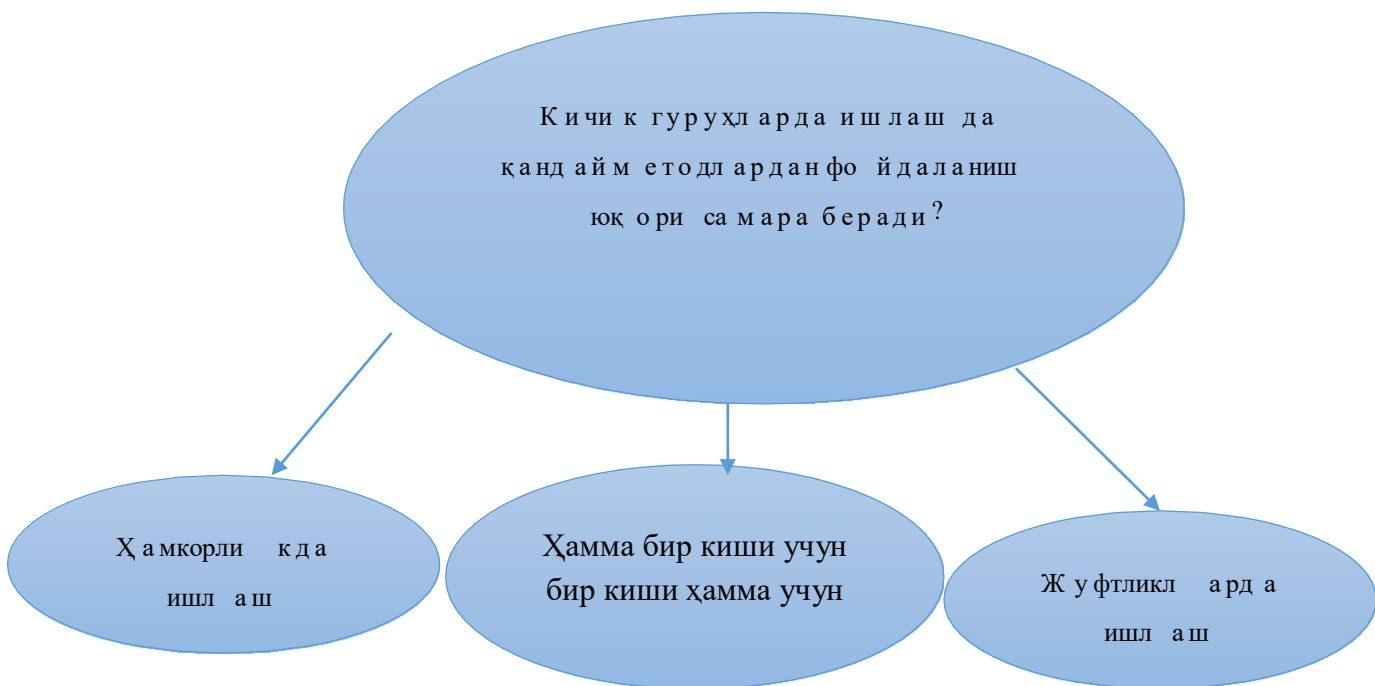 Кичик гуруҳларда ишлашда
қандай методлардан фойдаланиш
юқори самара беради?
Ҳамкорликда
ишлаш
Ҳамма бир киши учун
бир киши ҳамма учун
Жуфтликларда
ишлаш